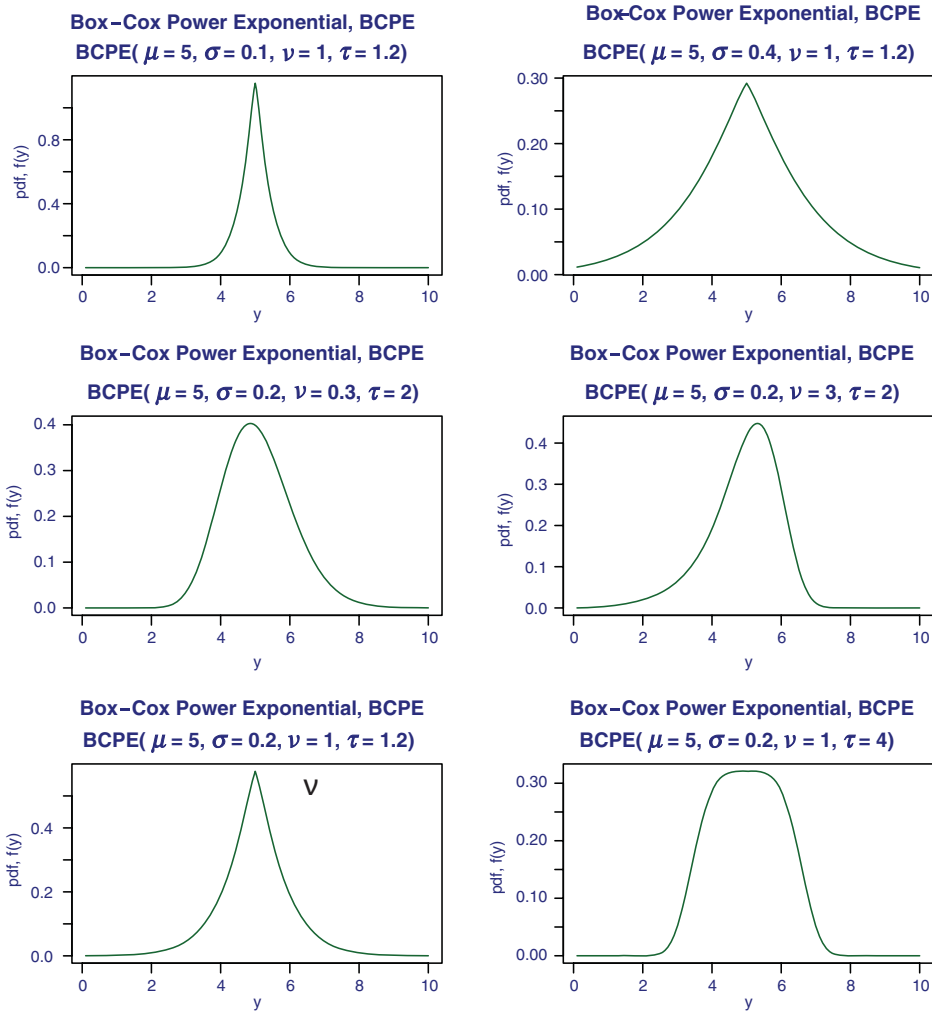 Box–Cox Power Exponential, BCPE
BCPE( μ = 5, σ = 0.1, ν = 1, τ = 1.2)
pdf, f(y)
0.8
0.4
0.0
0 2 4 6 8 10
y
Box–Cox Power Exponential, BCPE
BCPE( μ = 5, σ = 0.4, ν = 1, τ = 1.2)
pdf, f(y)
0.30
0.20
0.10
0.00
0 2 4 6 8 10
y
Box–Cox Power Exponential, BCPE
BCPE( μ = 5, σ = 0.2, ν = 0.3, τ = 2)
pdf, f(y)
0.4
0.3
0.2
0.1
0.0
0 2 4 6 8 10
y
Box–Cox Power Exponential, BCPE
BCPE( μ = 5, σ = 0.2, ν = 3, τ = 2)
pdf, f(y)
0.4
0.3
0.2
0.1
0.0
0 2 4 6 8 10
y
Box–Cox Power Exponential, BCPE
BCPE( μ = 5, σ = 0.2, ν = 1, τ = 1.2)
ν
pdf, f(y)
0.4
0.2
0.0
0 2 4 6 8 10
y
Box–Cox Power Exponential, BCPE
BCPE( μ = 5, σ = 0.2, ν = 1, τ = 4)
pdf, f(y)
0.30
0.10
0.00
0 2 4 6 8 10
y